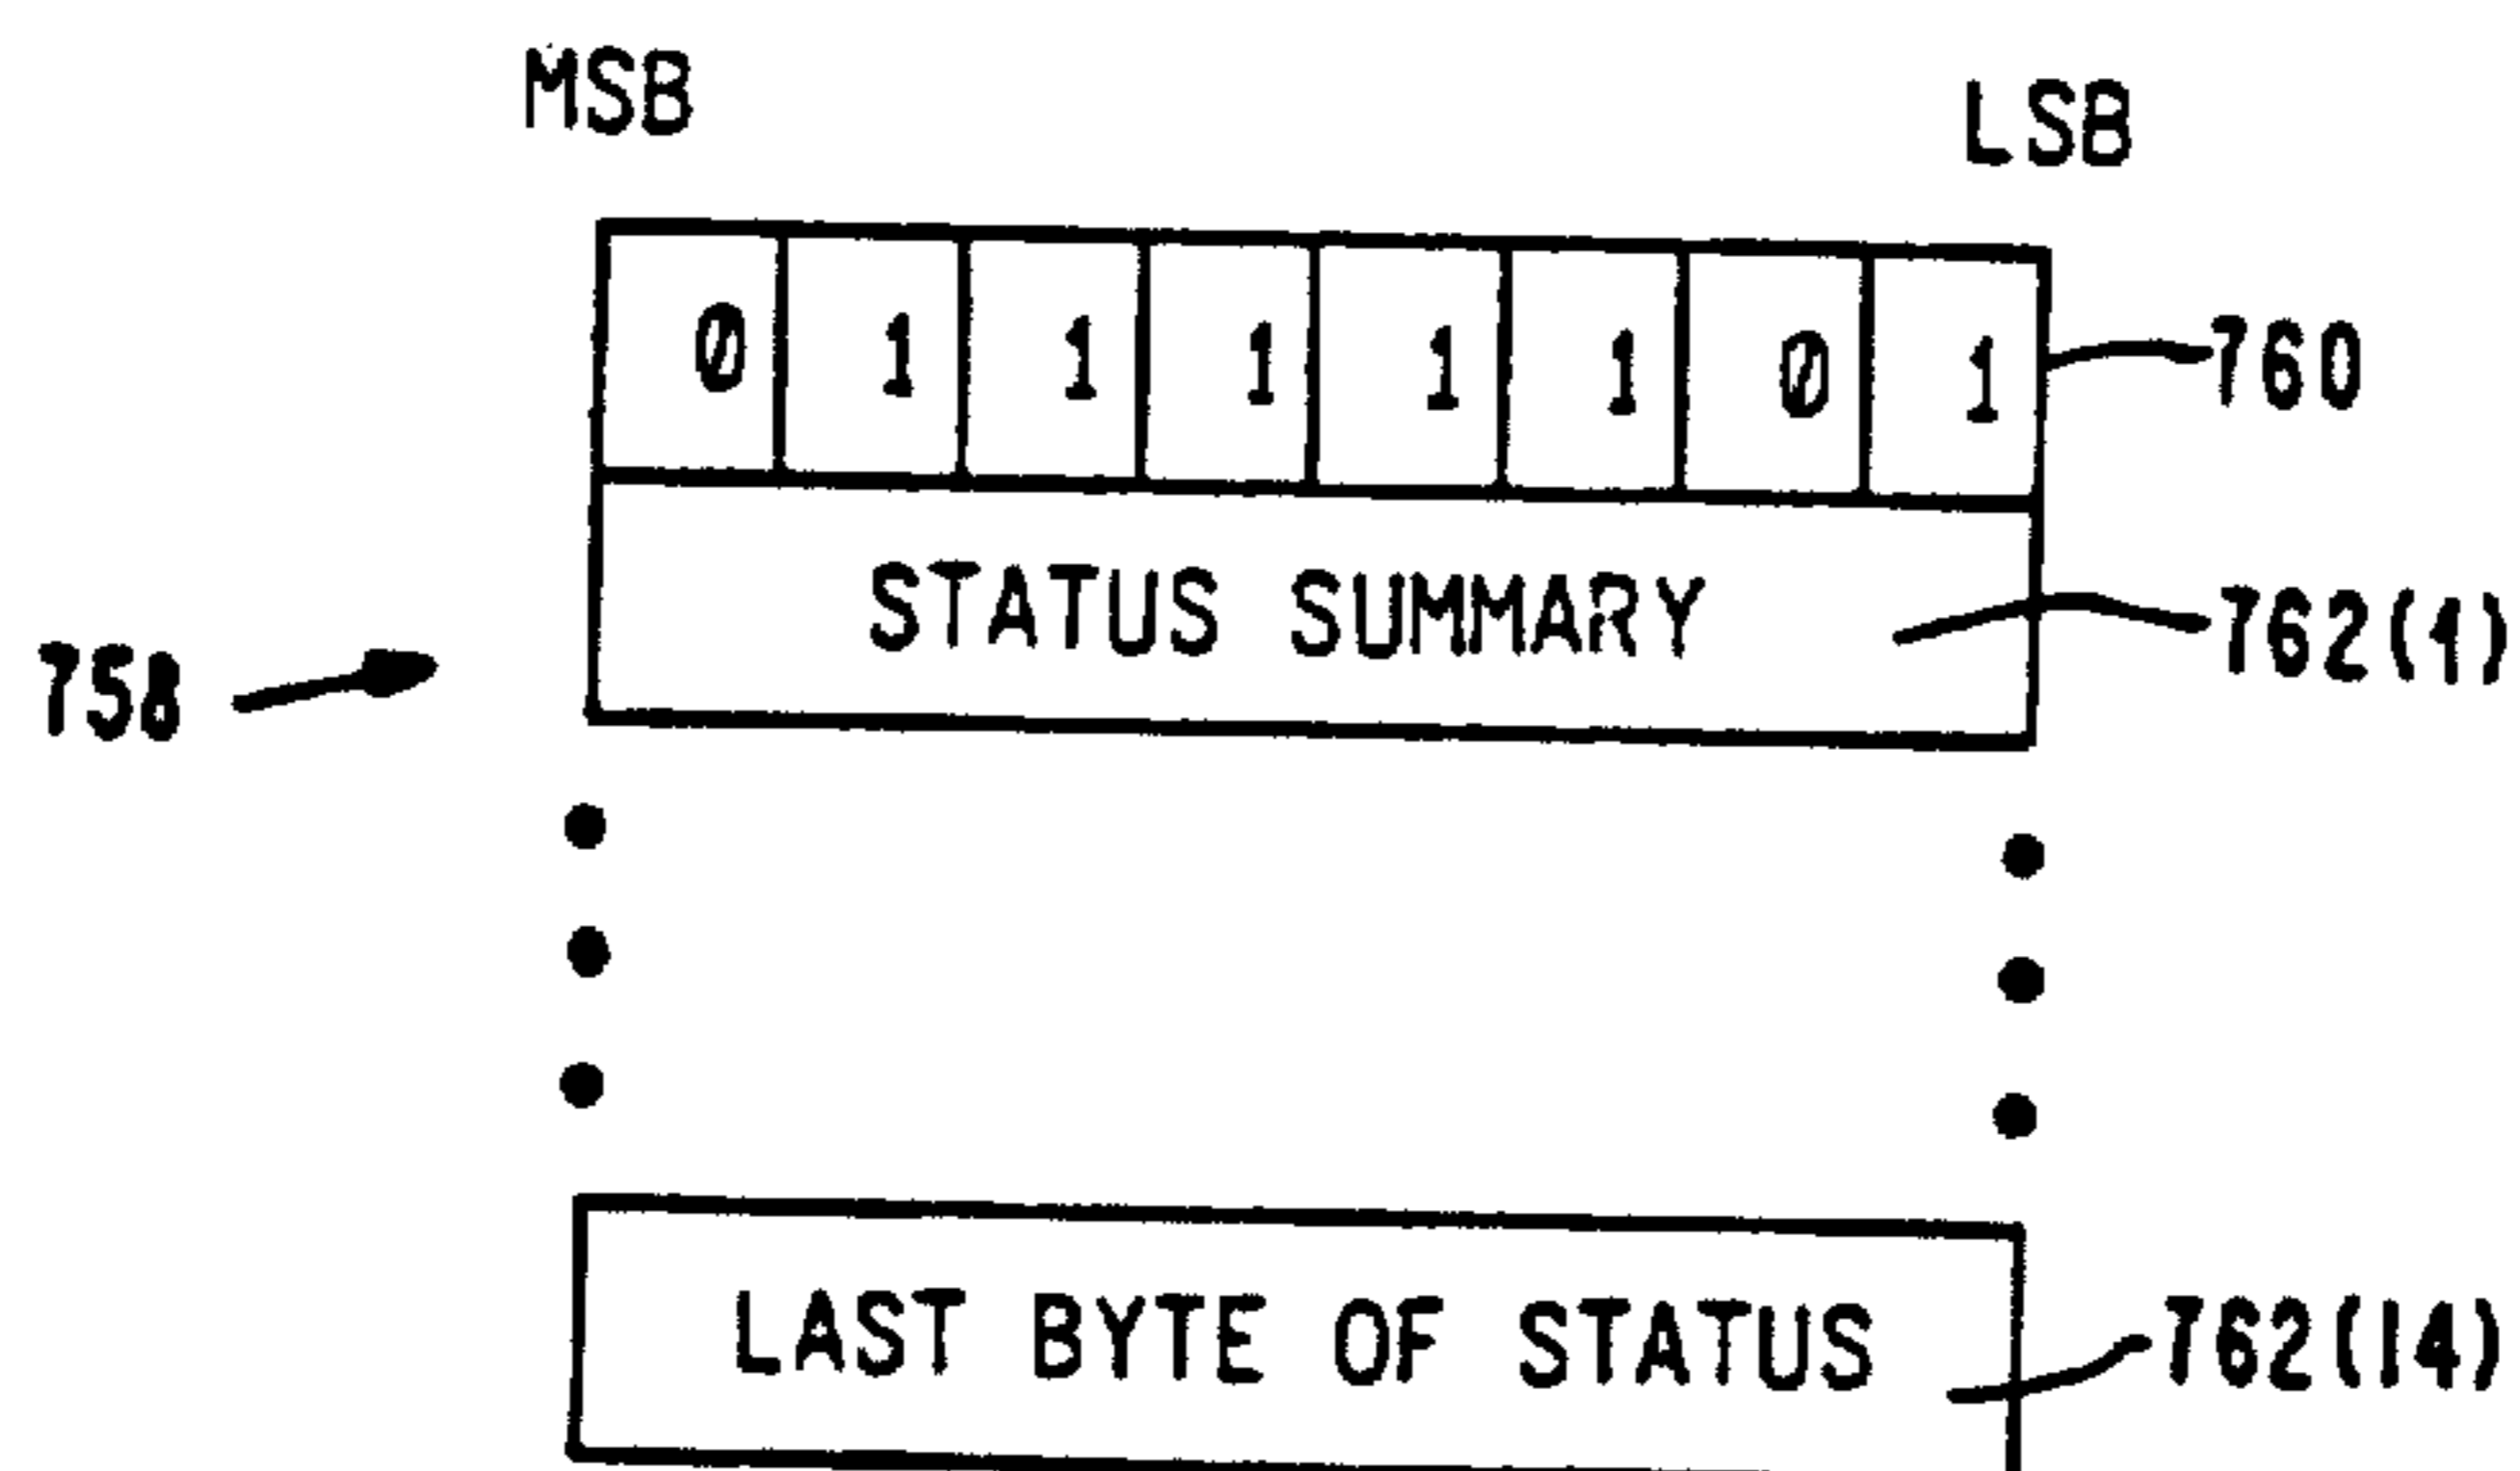 MSB LSB
0 1 1 1 1 1 0 1 760
STATUS SUMMARY 762(1)
758
LAST BYTE OF STATUS 762(14)